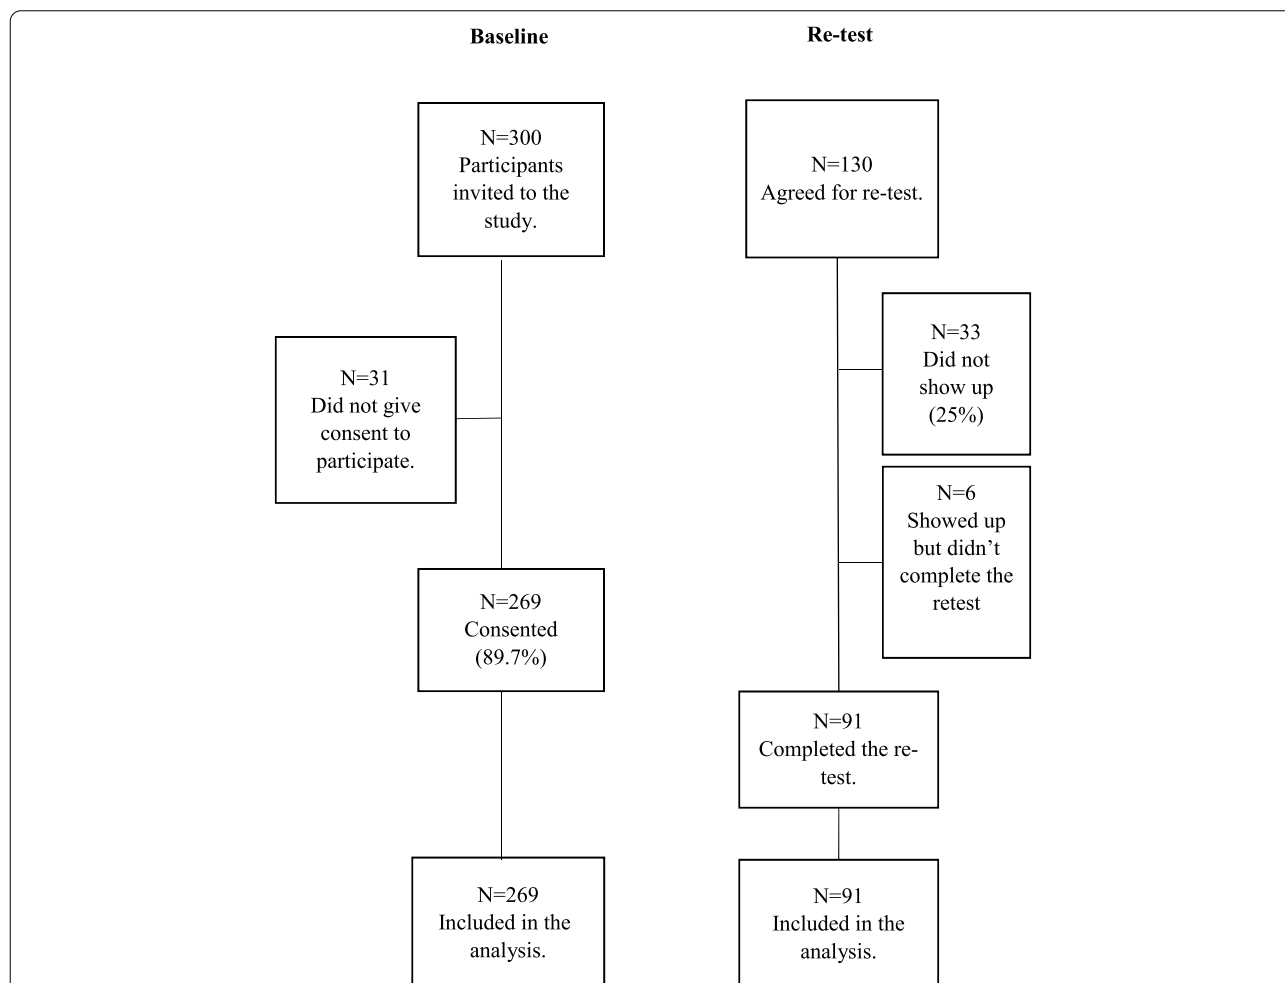 Baseline
N=300
Participants
invited to the
study.
N=31
Did not give
consent to
participate.
N=269
Consented
(89.7%)
N=269
Included in the
analysis.
Re-test
N=130
Agreed for re-test.
N=33
Did not
show up
(25%)
N=6
Showed up
but didn’t
complete the
retest
N=91
Completed the re-
test.
N=91
Included in the
analysis.